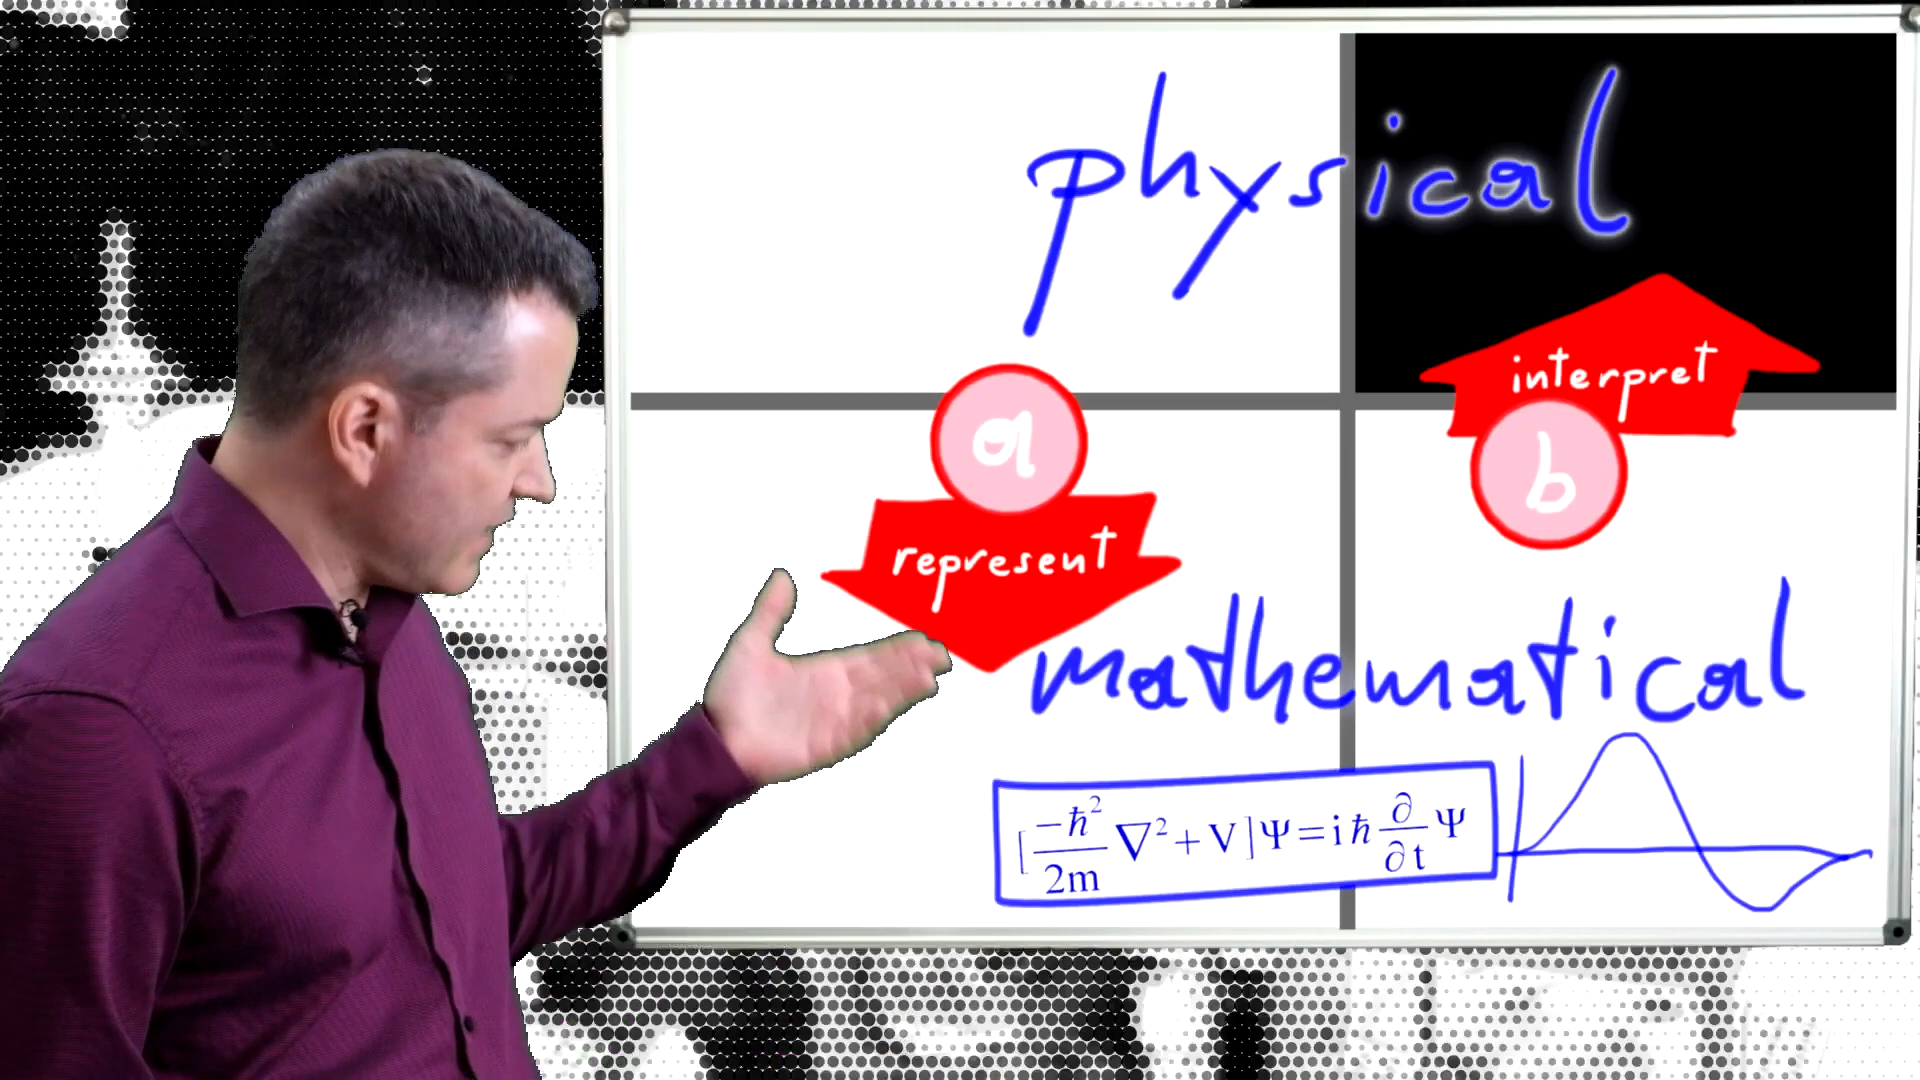 physical
interpret
a
b
represent
mathematical
[-ħ²/2m ∇²+V]Ψ=iħ ∂/∂t Ψ